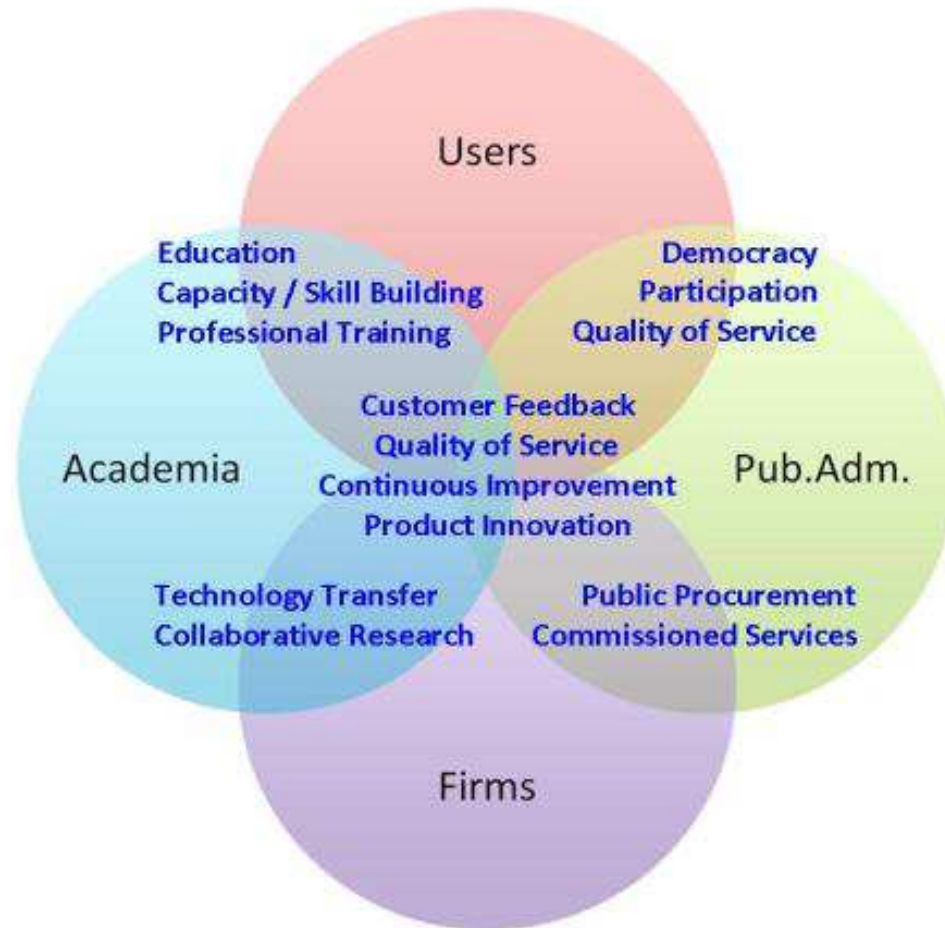 Users
Education
Capacity / Skill Building
Professional Training
Democracy
Participation
Quality of Service
Customer Feedback
Quality of Service
Continuous Improvement
Product Innovation
Academia
Pub.Adm.
Technology Transfer
Collaborative Research
Public Procurement
Commissioned Services
Firms